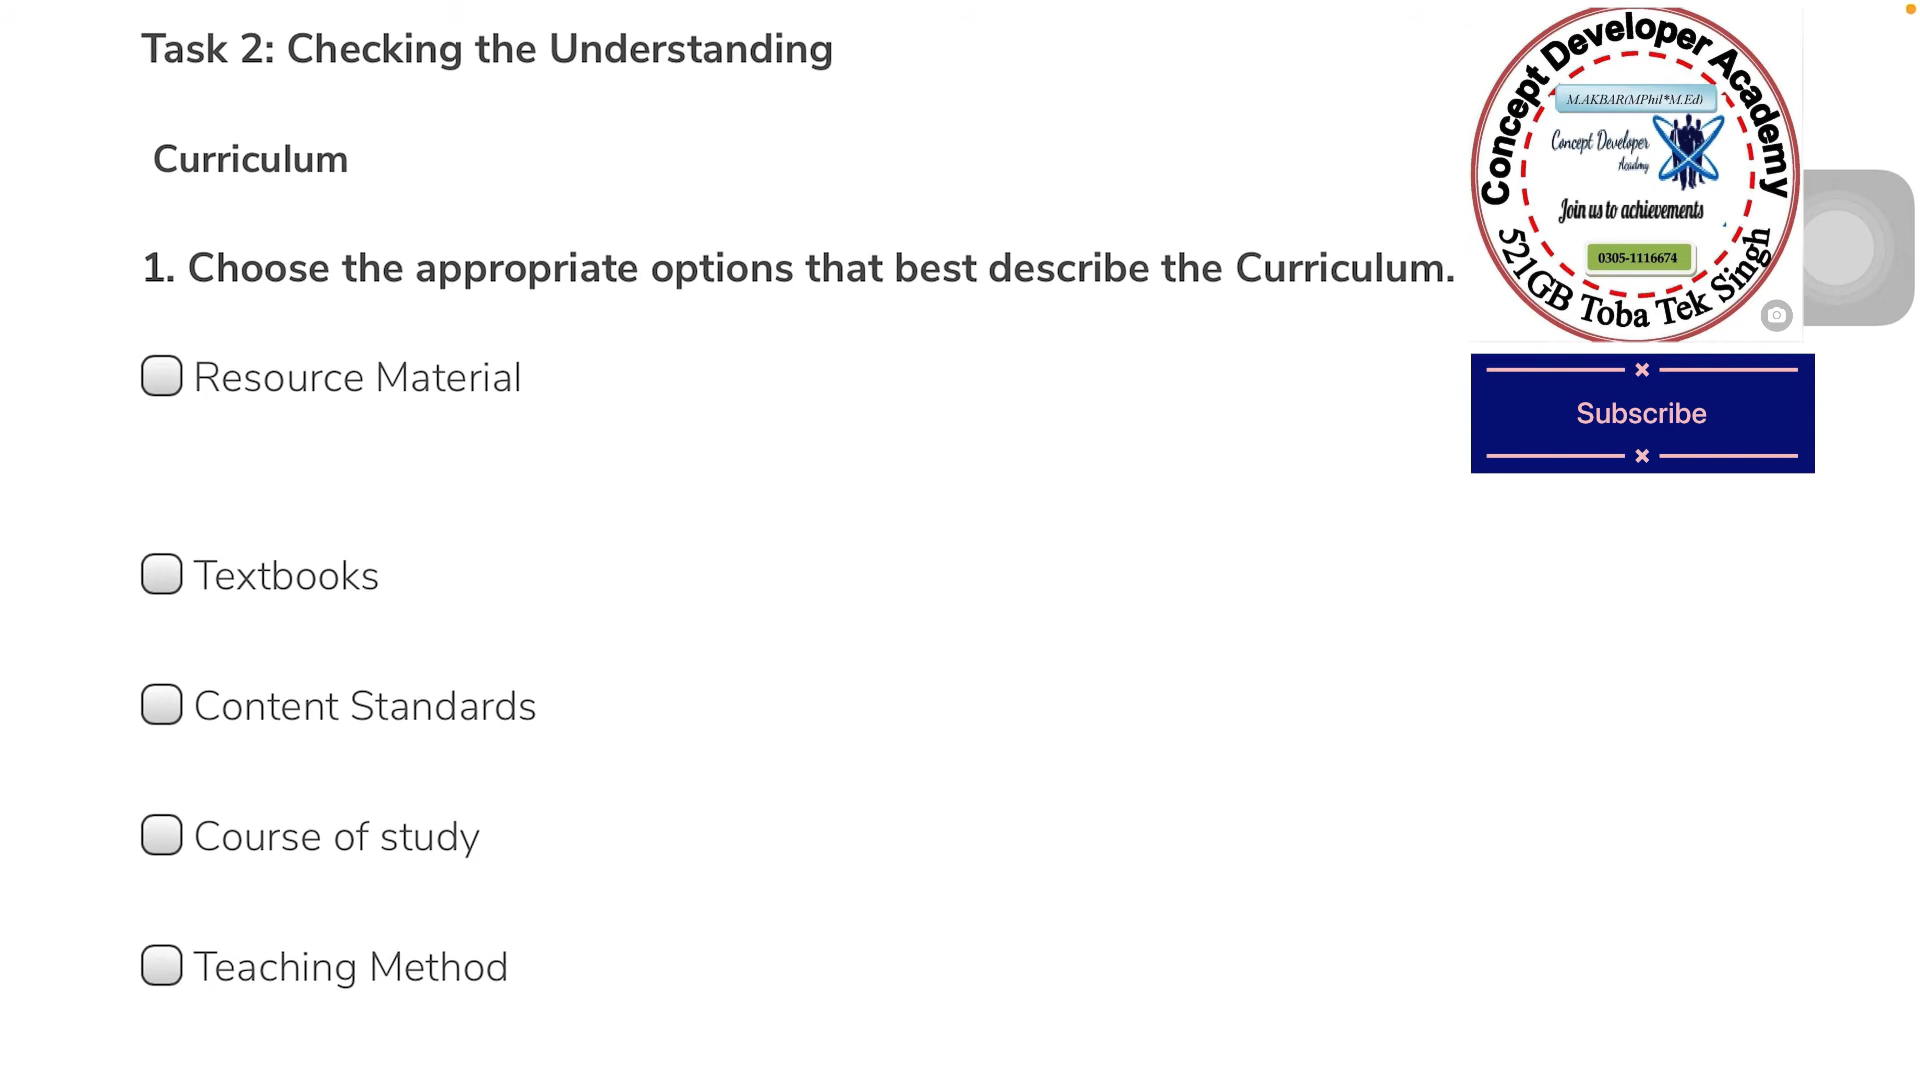 Task 2: Checking the Understanding
Curriculum
1. Choose the appropriate options that best describe the Curriculum.
Resource Material
Textbooks
Content Standards
Course of study
Teaching Method
Concept Developer Academy
M.AKBAR(MPhil*M.Ed)
Concept Developer
Academy
Join us to achievements
0305-1116674
521GB Toba Tek Singh
Subscribe